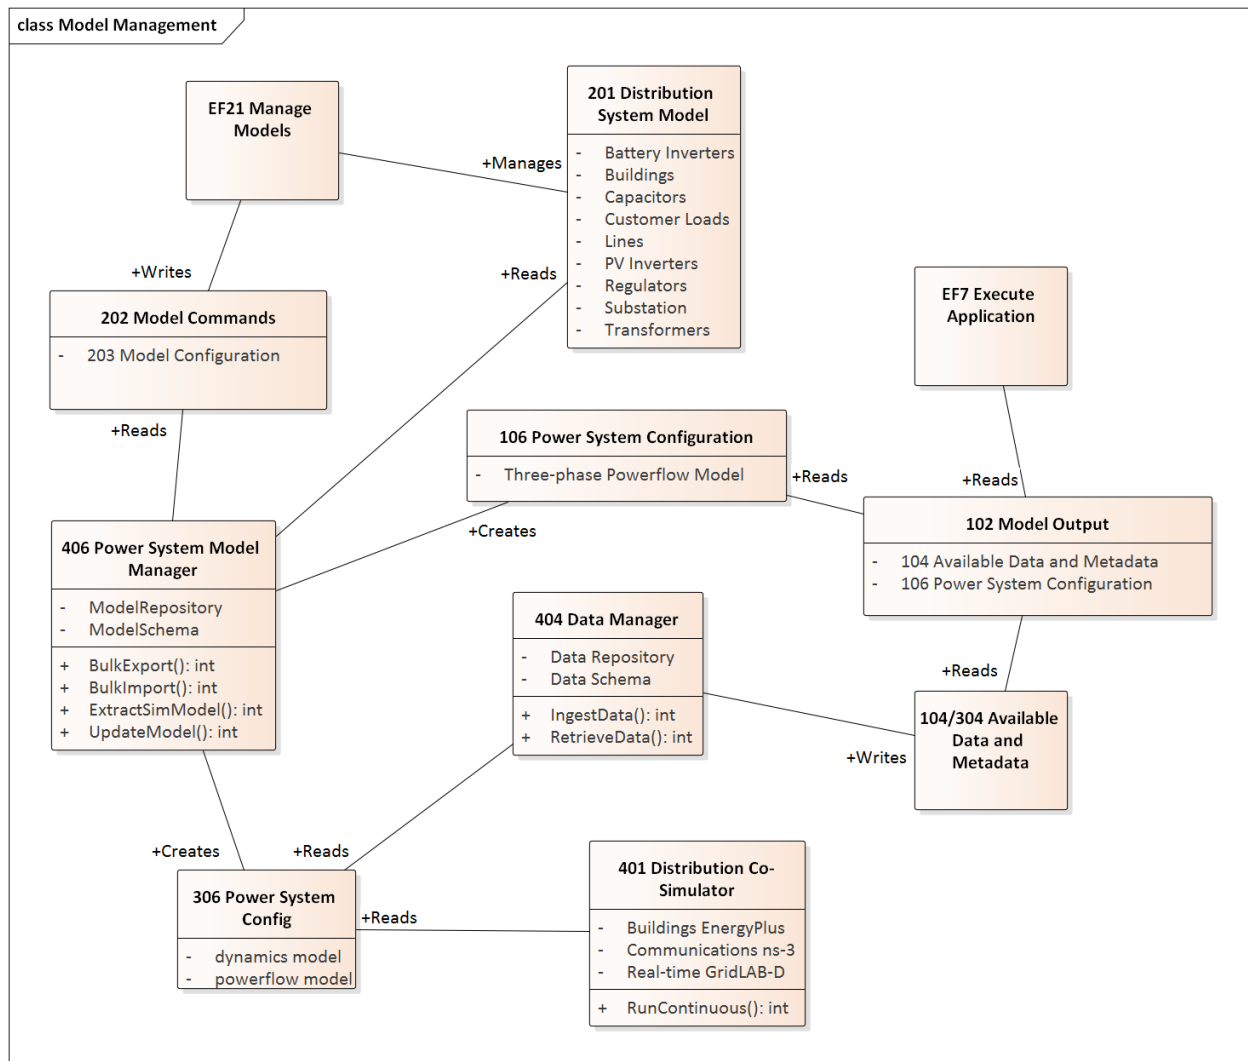 class Model Management
EF21 Manage
Models
201 Distribution
System Model
- Battery Inverters
- Buildings
- Capacitors
- Customer Loads
- Lines
- PV Inverters
- Regulators
- Substation
- Transformers
+Manages
+Writes
+Reads
202 Model Commands
- 203 Model Configuration
+Reads
EF7 Execute
Application
106 Power System Configuration
- Three-phase Powerflow Model
+Reads
+Reads
+Creates
102 Model Output
- 104 Available Data and Metadata
- 106 Power System Configuration
406 Power System Model
Manager
- ModelRepository
- ModelSchema
+ BulkExport(): int
+ BulkImport(): int
+ ExtractSimModel(): int
+ UpdateModel(): int
404 Data Manager
- Data Repository
- Data Schema
+ IngestData(): int
+ RetrieveData(): int
+Reads
104/304 Available
Data and
Metadata
+Writes
+Creates
+Reads
306 Power System
Config
- dynamics model
- powerflow model
+Reads
401 Distribution Co-
Simulator
- Buildings EnergyPlus
- Communications ns-3
- Real-time GridLAB-D
+ RunContinuous(): int